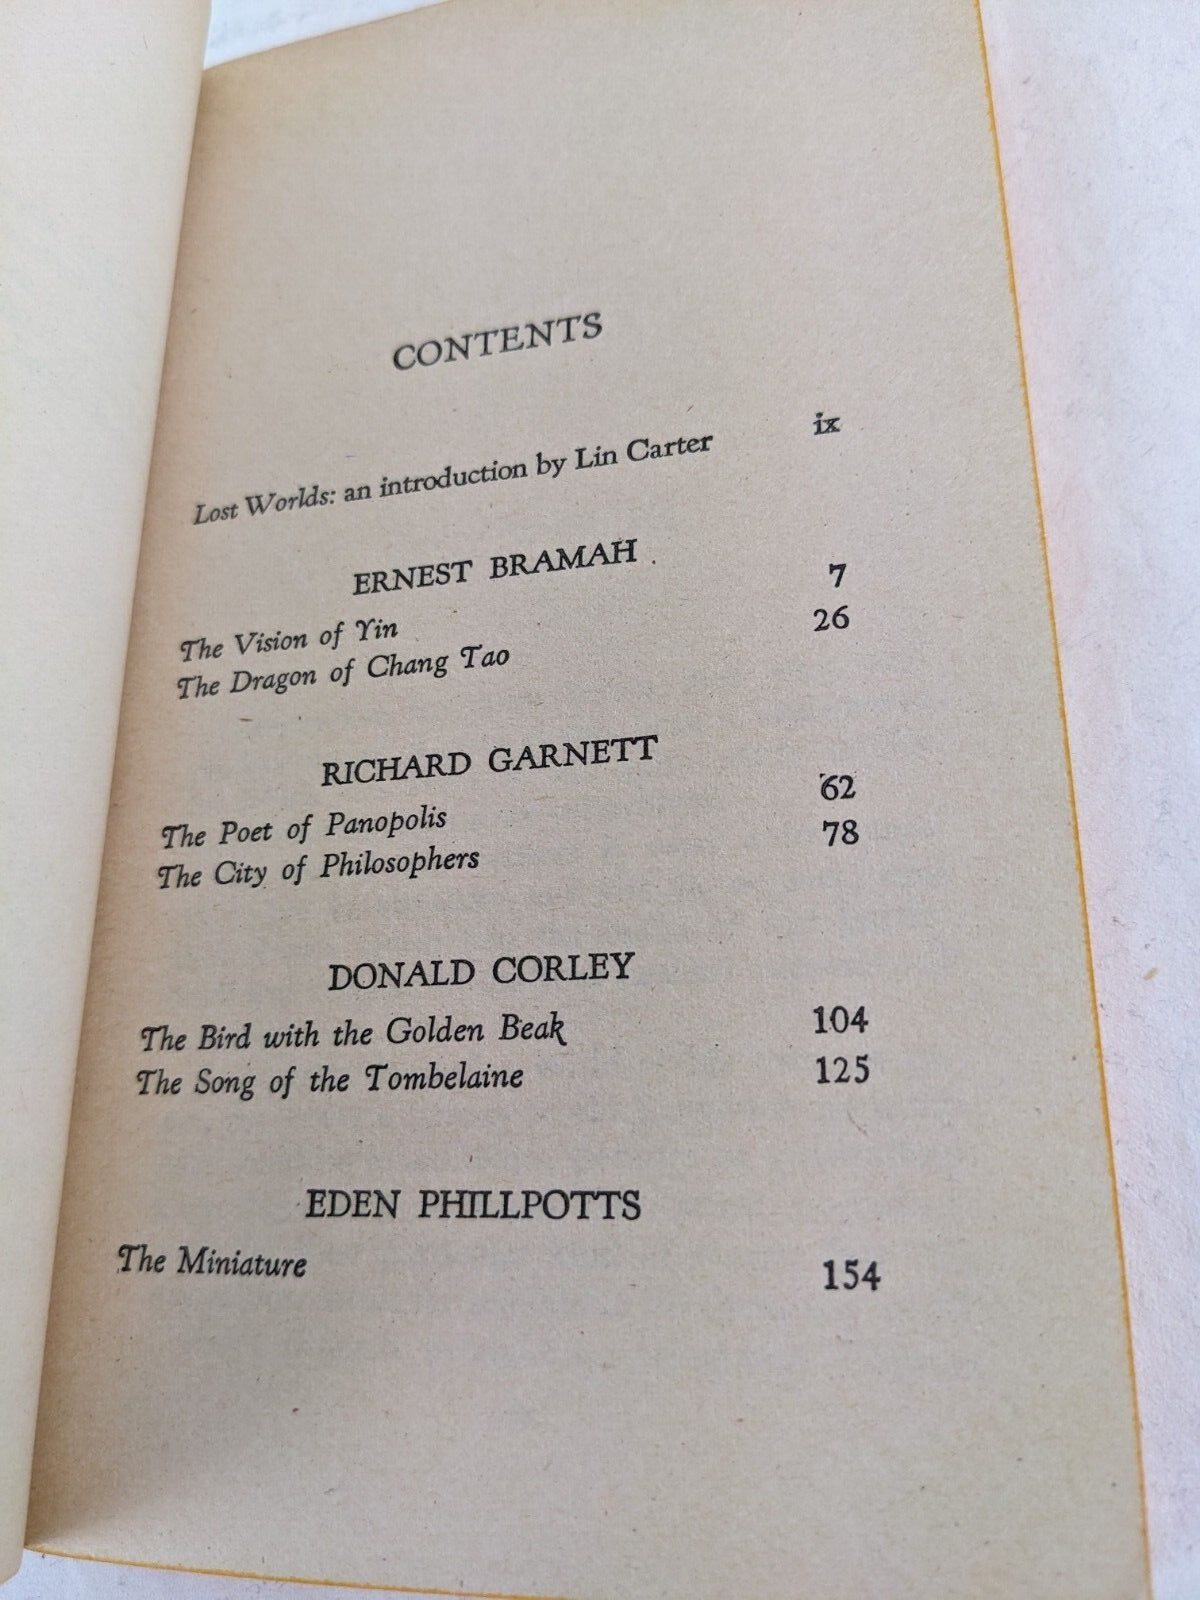 CONTENTS
Lost Worlds: an introduction by Lin Carter ix
ERNEST BRAMAH
The Vision of Yin 7
The Dragon of Chang Tao 26
RICHARD GARNETT
The Poet of Panopolis 62
The City of Philosophers 78
DONALD CORLEY
The Bird with the Golden Beak 104
The Song of the Tombelaine 125
EDEN PHILLPOTTS
The Miniature 154